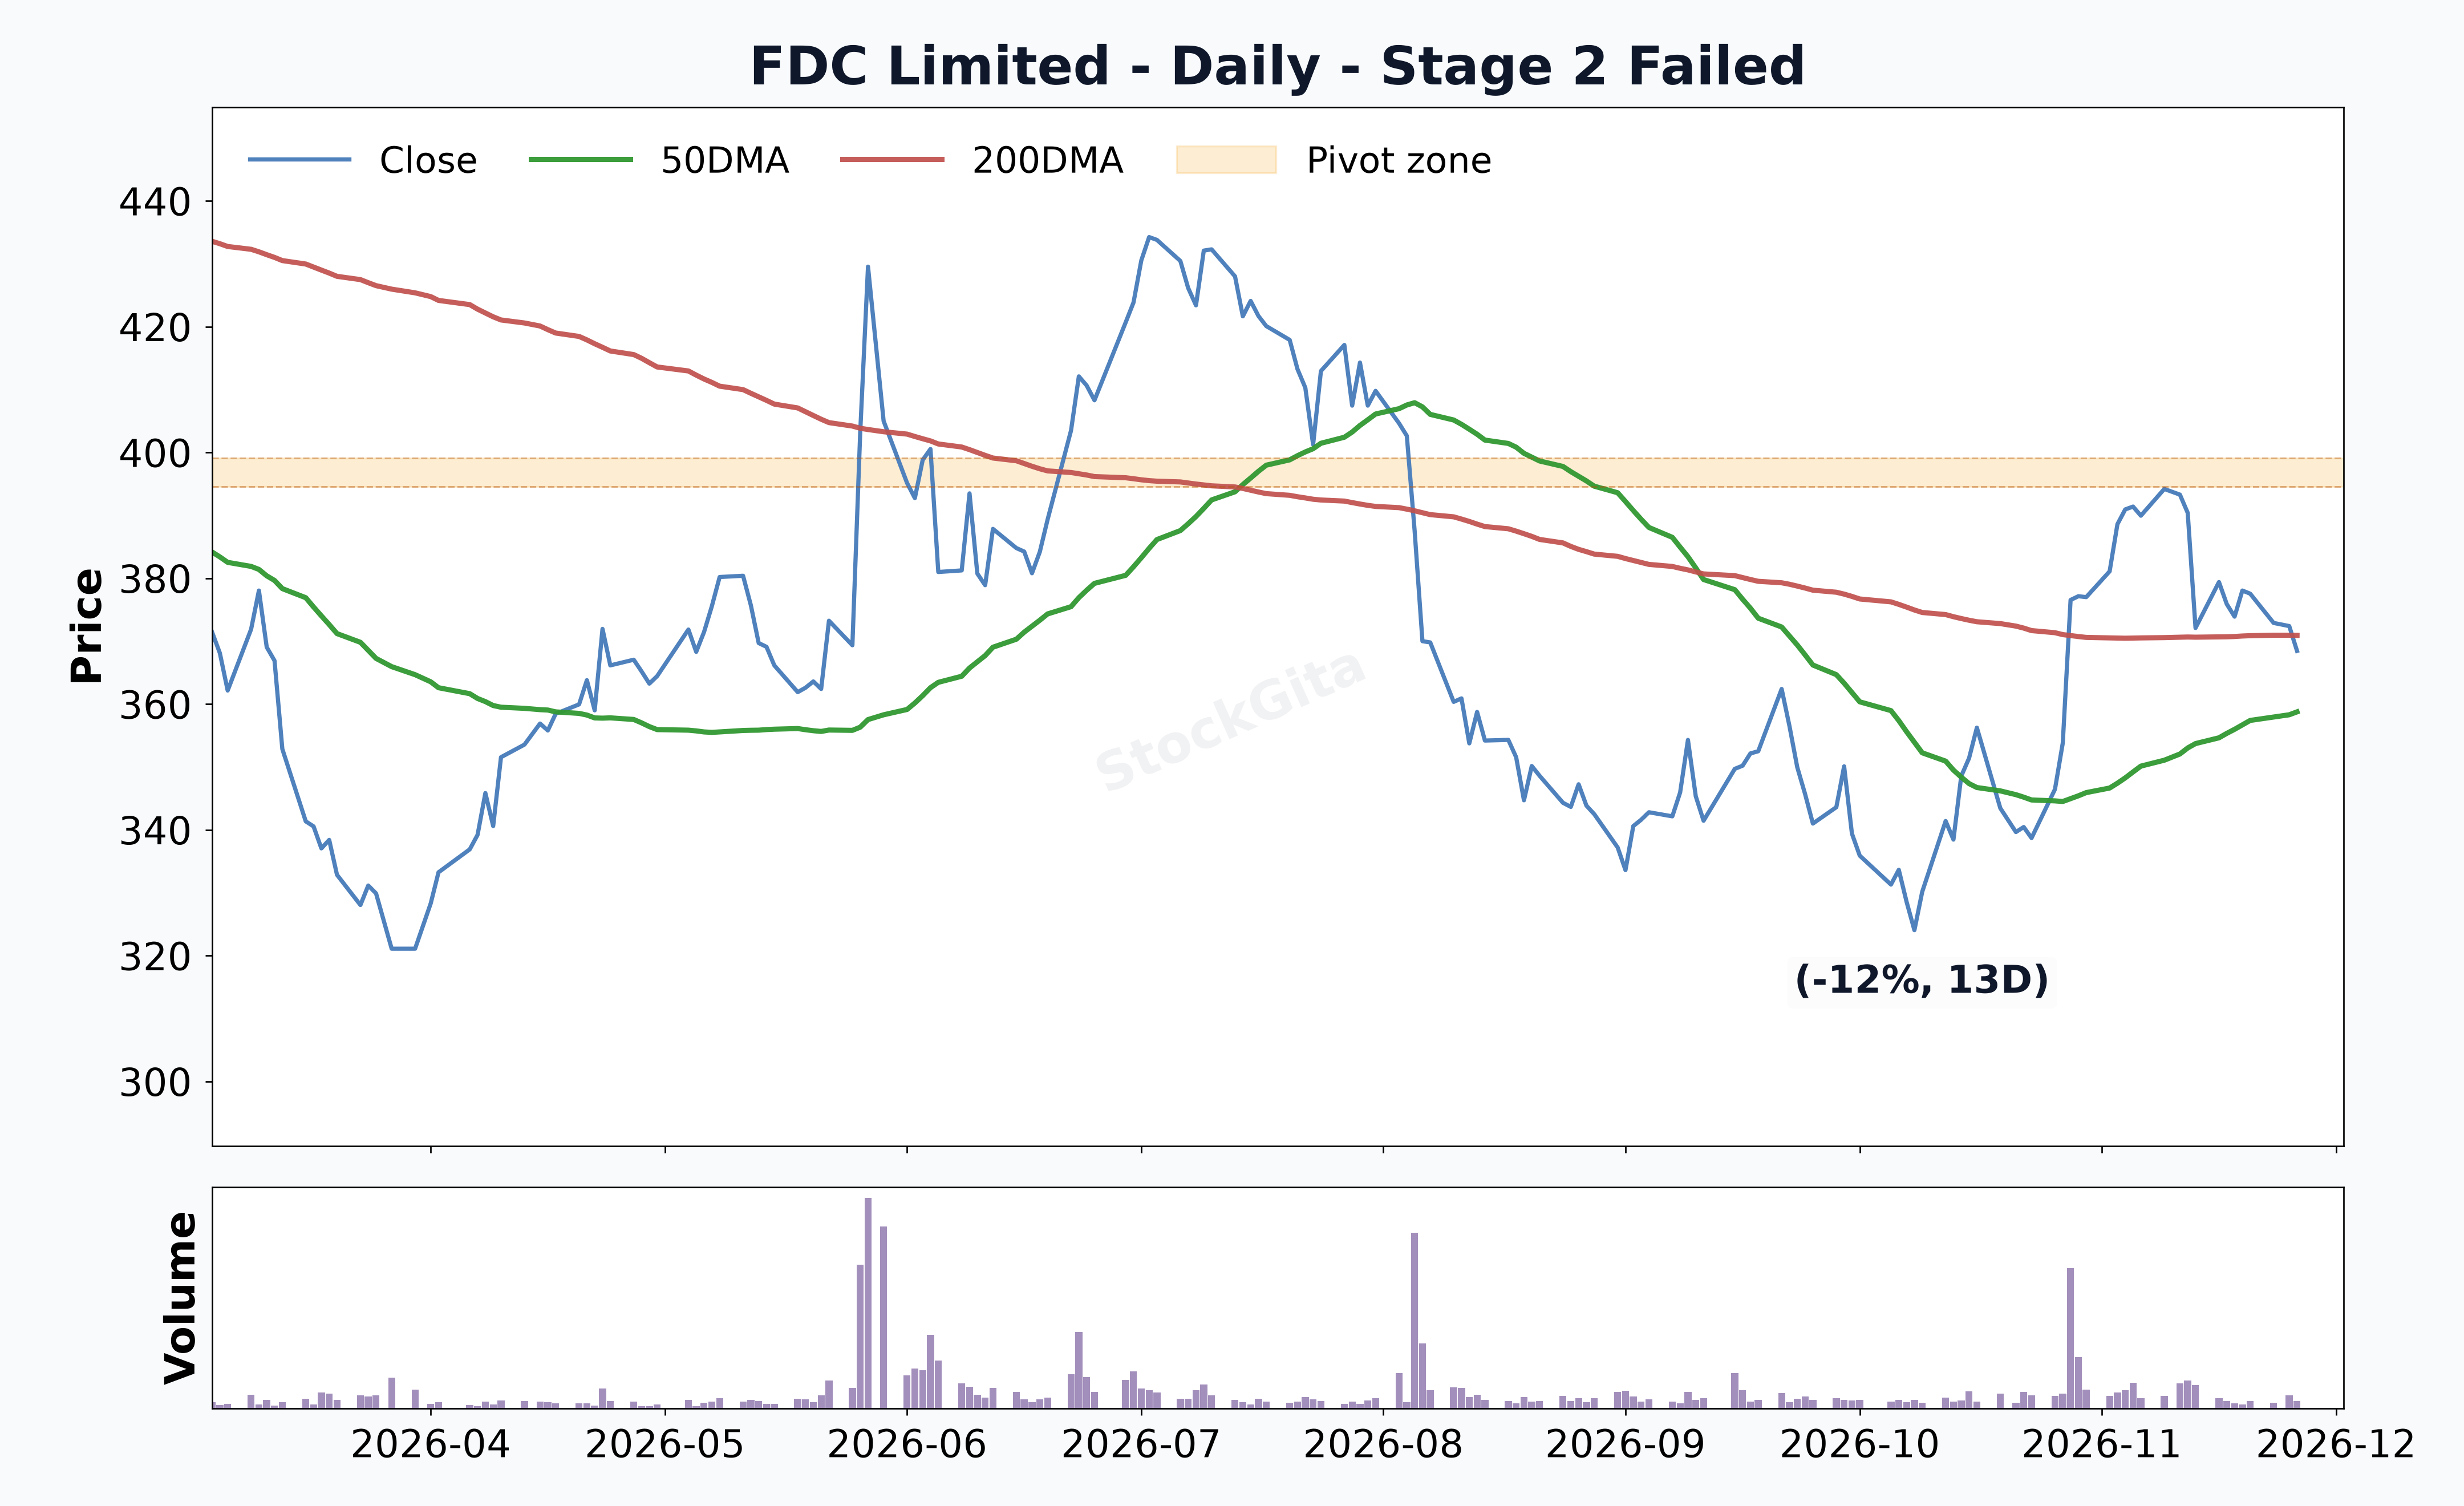 FDC Limited - Daily - Stage 2 Failed
Close 50DMA 200DMA Pivot zone
Price
440
420
400
380
360
340
320
300
StockGita
(-12%, 13D)
Volume
2026-04 2026-05 2026-06 2026-07 2026-08 2026-09 2026-10 2026-11 2026-12